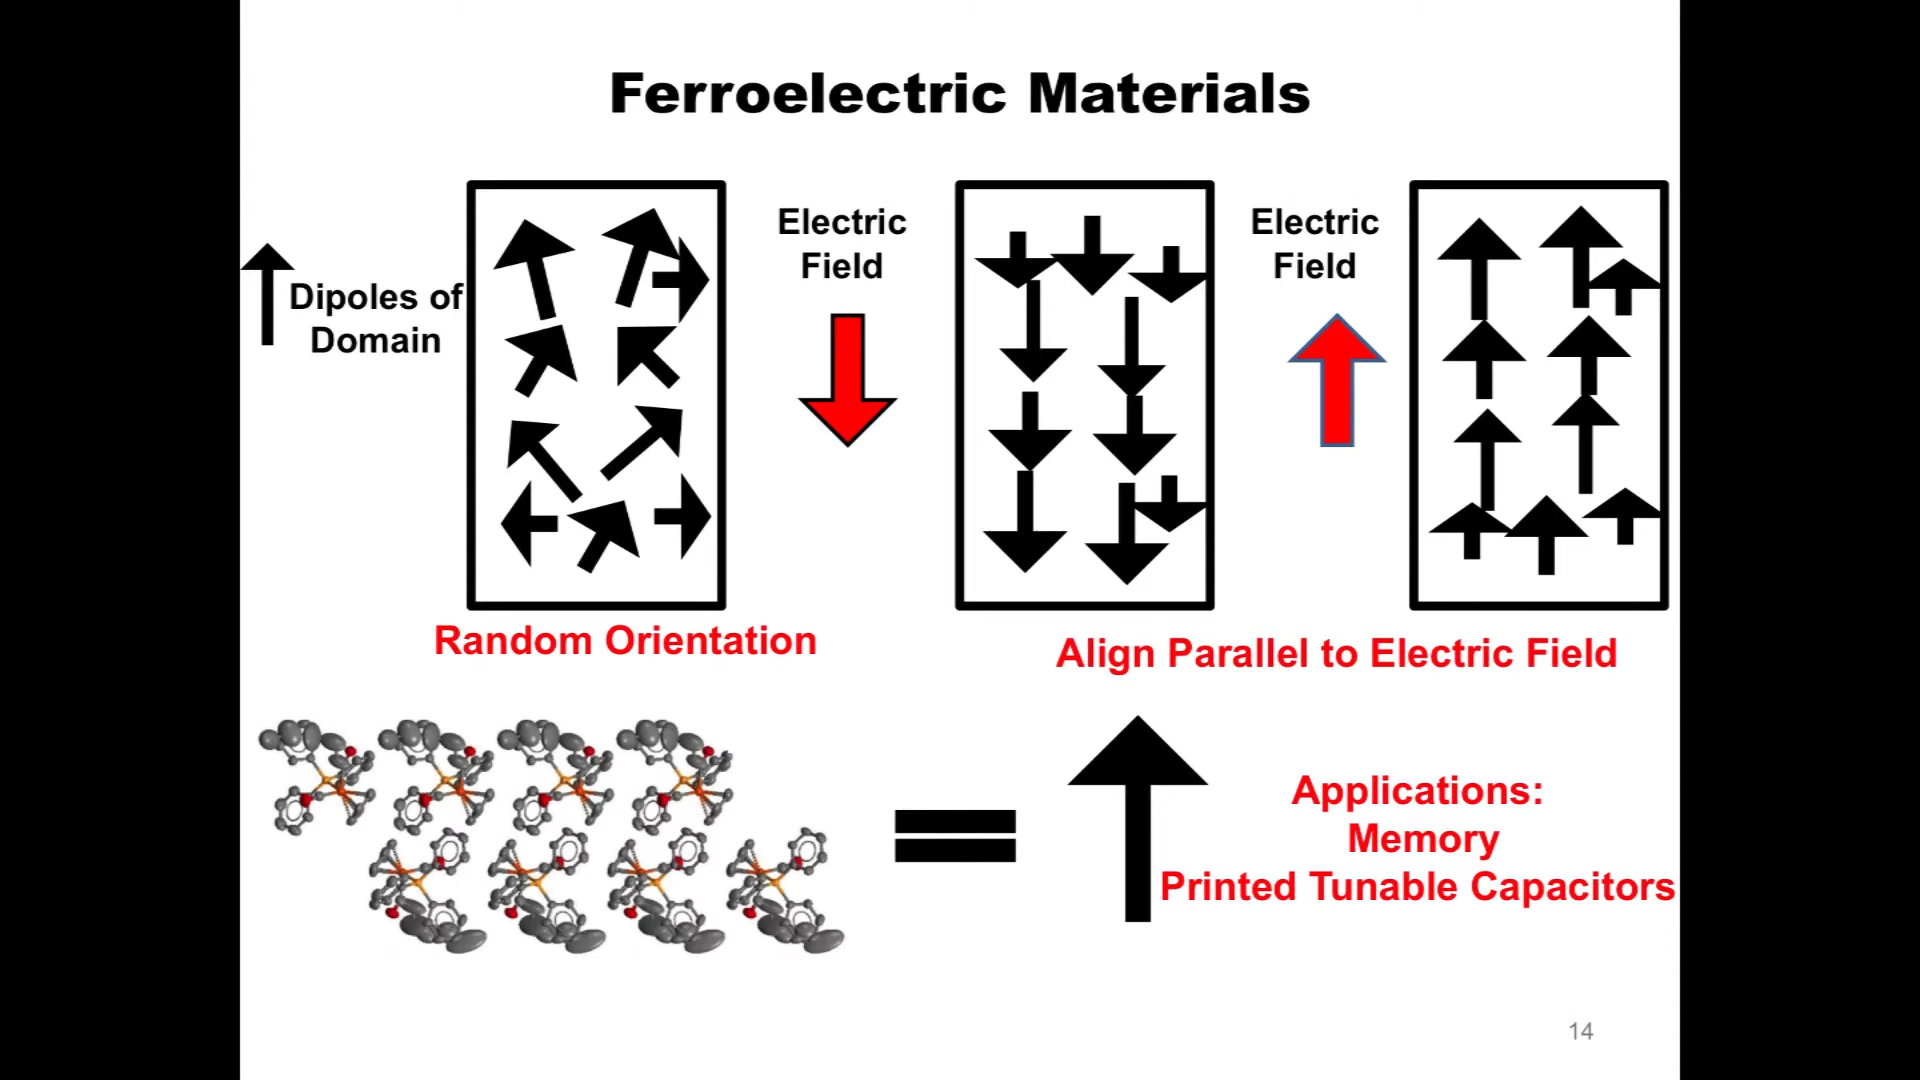 Ferroelectric Materials
Dipoles of
Domain
Electric
Field
Electric
Field
Random Orientation
Align Parallel to Electric Field
Applications:
Memory
Printed Tunable Capacitors
14